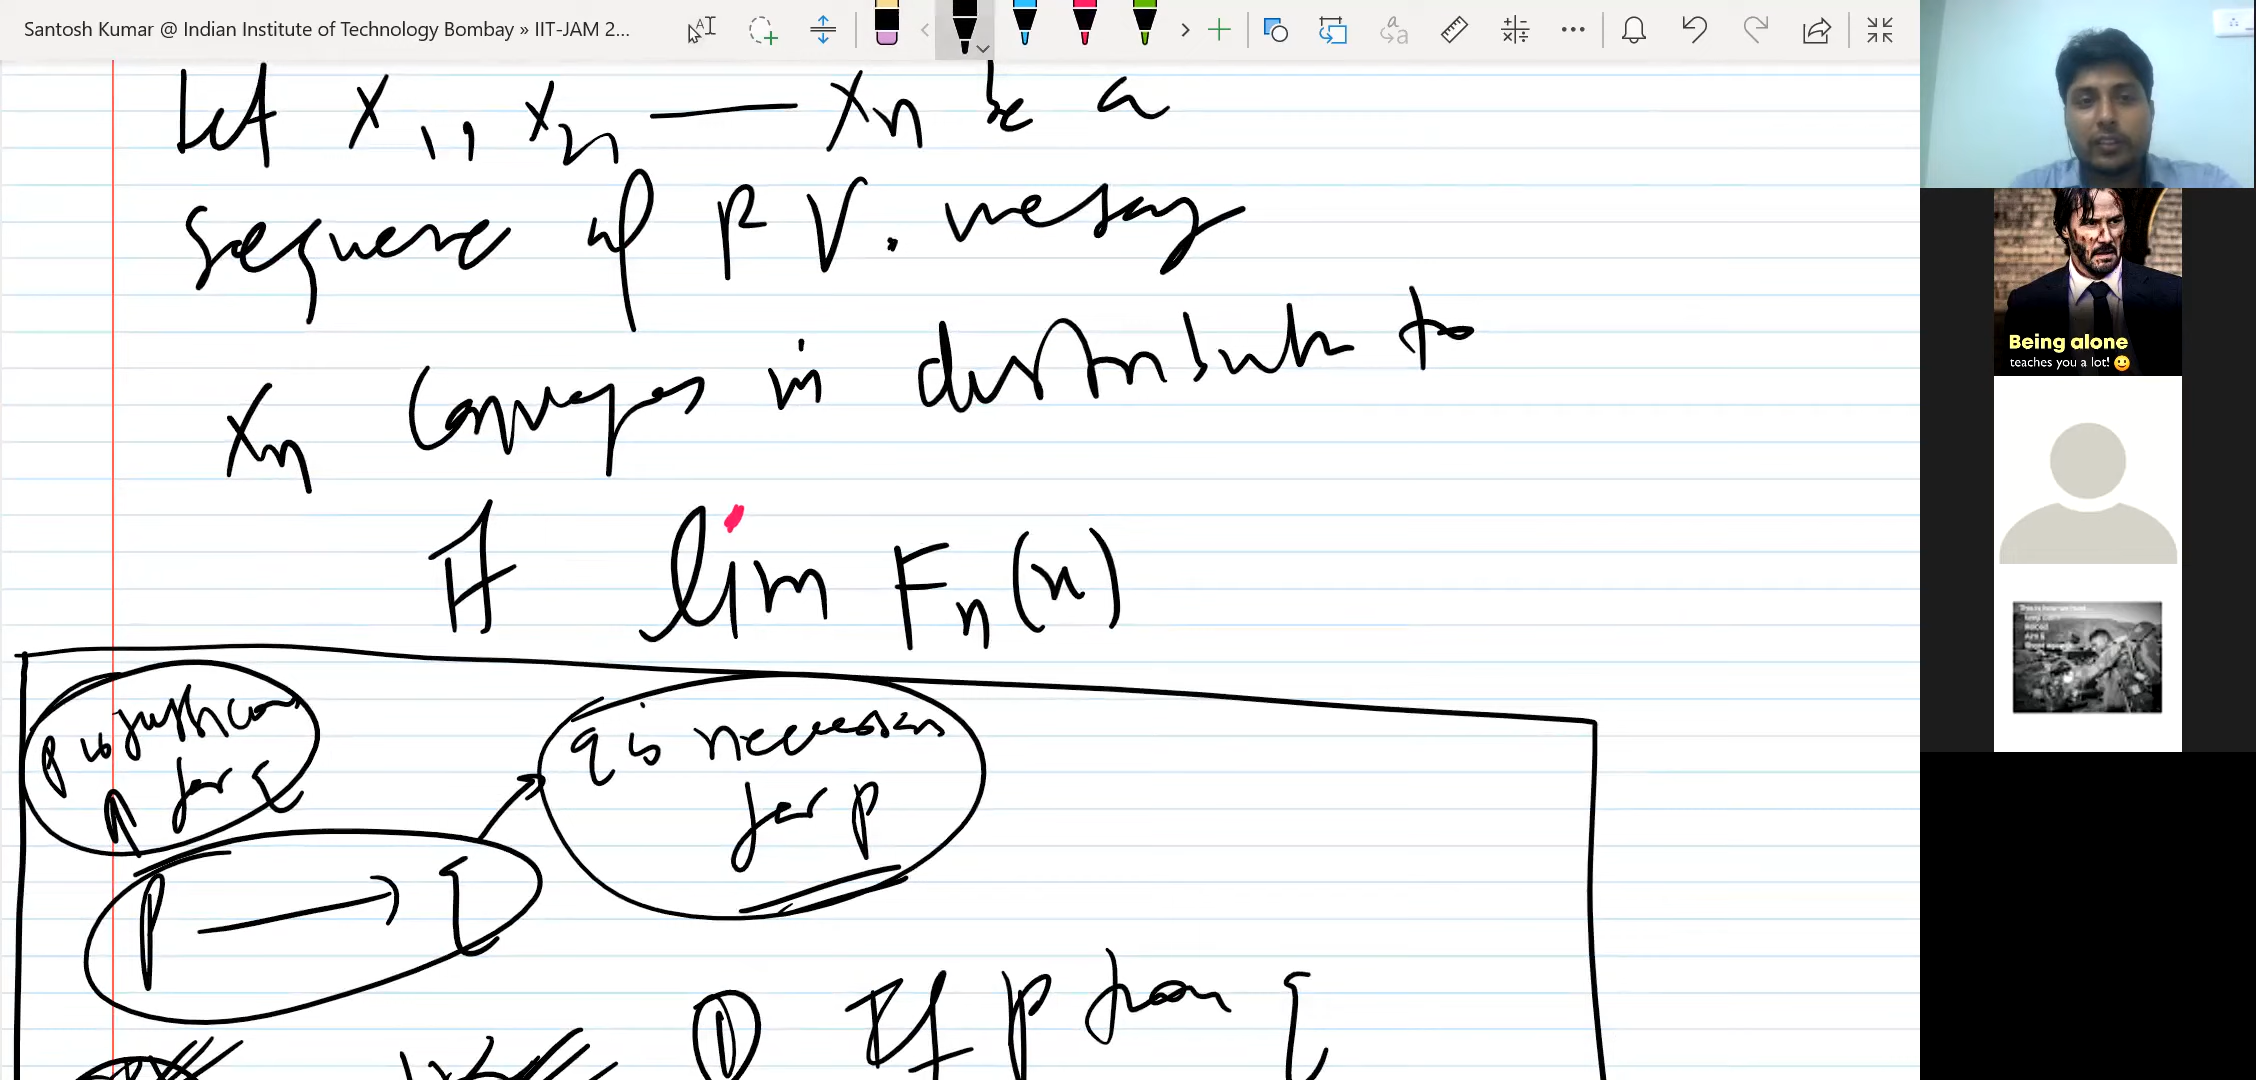 Santosh Kumar @ Indian Institute of Technology Bombay » IIT-JAM 2...
Let X1, X2, — Xn be a
sequence of RV. we say
Xn converges in distribution to
If lim Fn(x)
p is sufficient
for q
q is necessary
for p
p → q
① If p then q
Being alone
teaches you a lot!